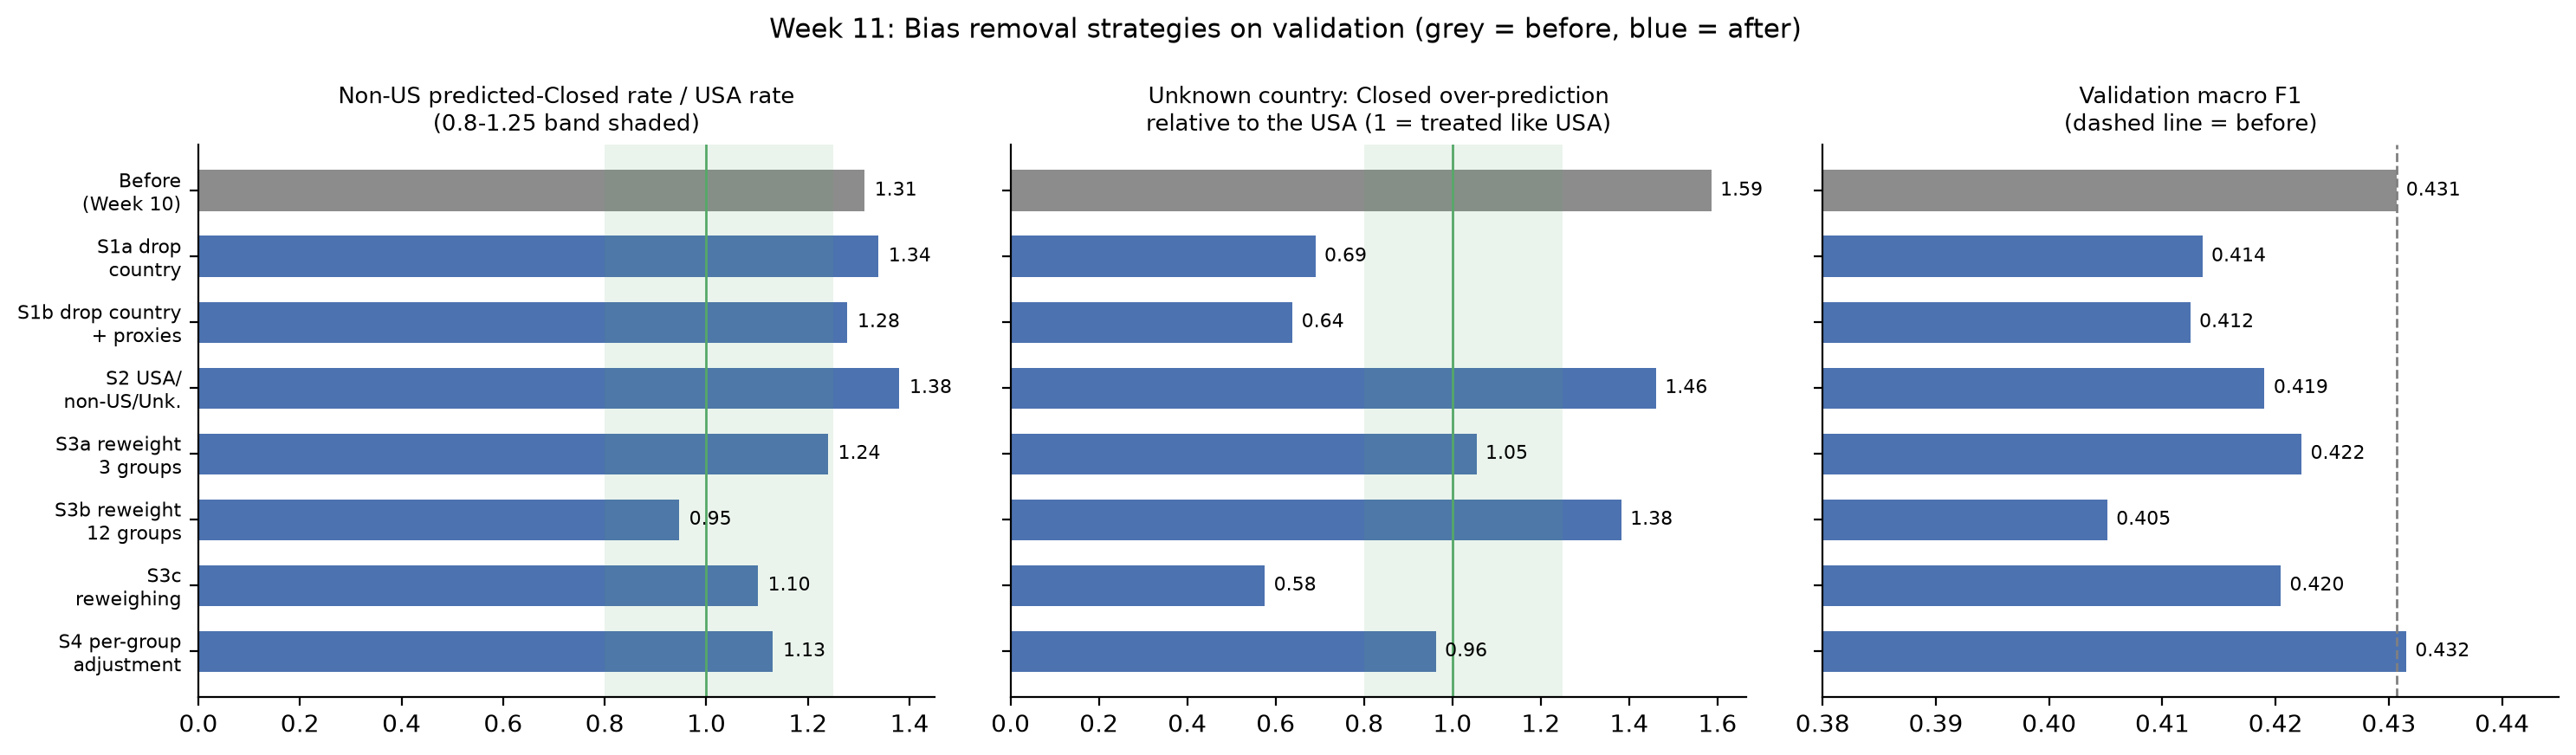 Week 11: Bias removal strategies on validation (grey = before, blue = after)
Non-US predicted-Closed rate / USA rate
(0.8-1.25 band shaded)
Before
(Week 10)
S1a drop
country
S1b drop country
+ proxies
S2 USA/
non-US/Unk.
S3a reweight
3 groups
S3b reweight
12 groups
S3c
reweighing
S4 per-group
adjustment
1.31
1.34
1.28
1.38
1.24
0.95
1.10
1.13
0.0 0.2 0.4 0.6 0.8 1.0 1.2 1.4
Unknown country: Closed over-prediction
relative to the USA (1 = treated like USA)
1.59
0.69
0.64
1.46
1.05
1.38
0.58
0.96
0.0 0.2 0.4 0.6 0.8 1.0 1.2 1.4 1.6
Validation macro F1
(dashed line = before)
0.431
0.414
0.412
0.419
0.422
0.405
0.420
0.432
0.38 0.39 0.40 0.41 0.42 0.43 0.44